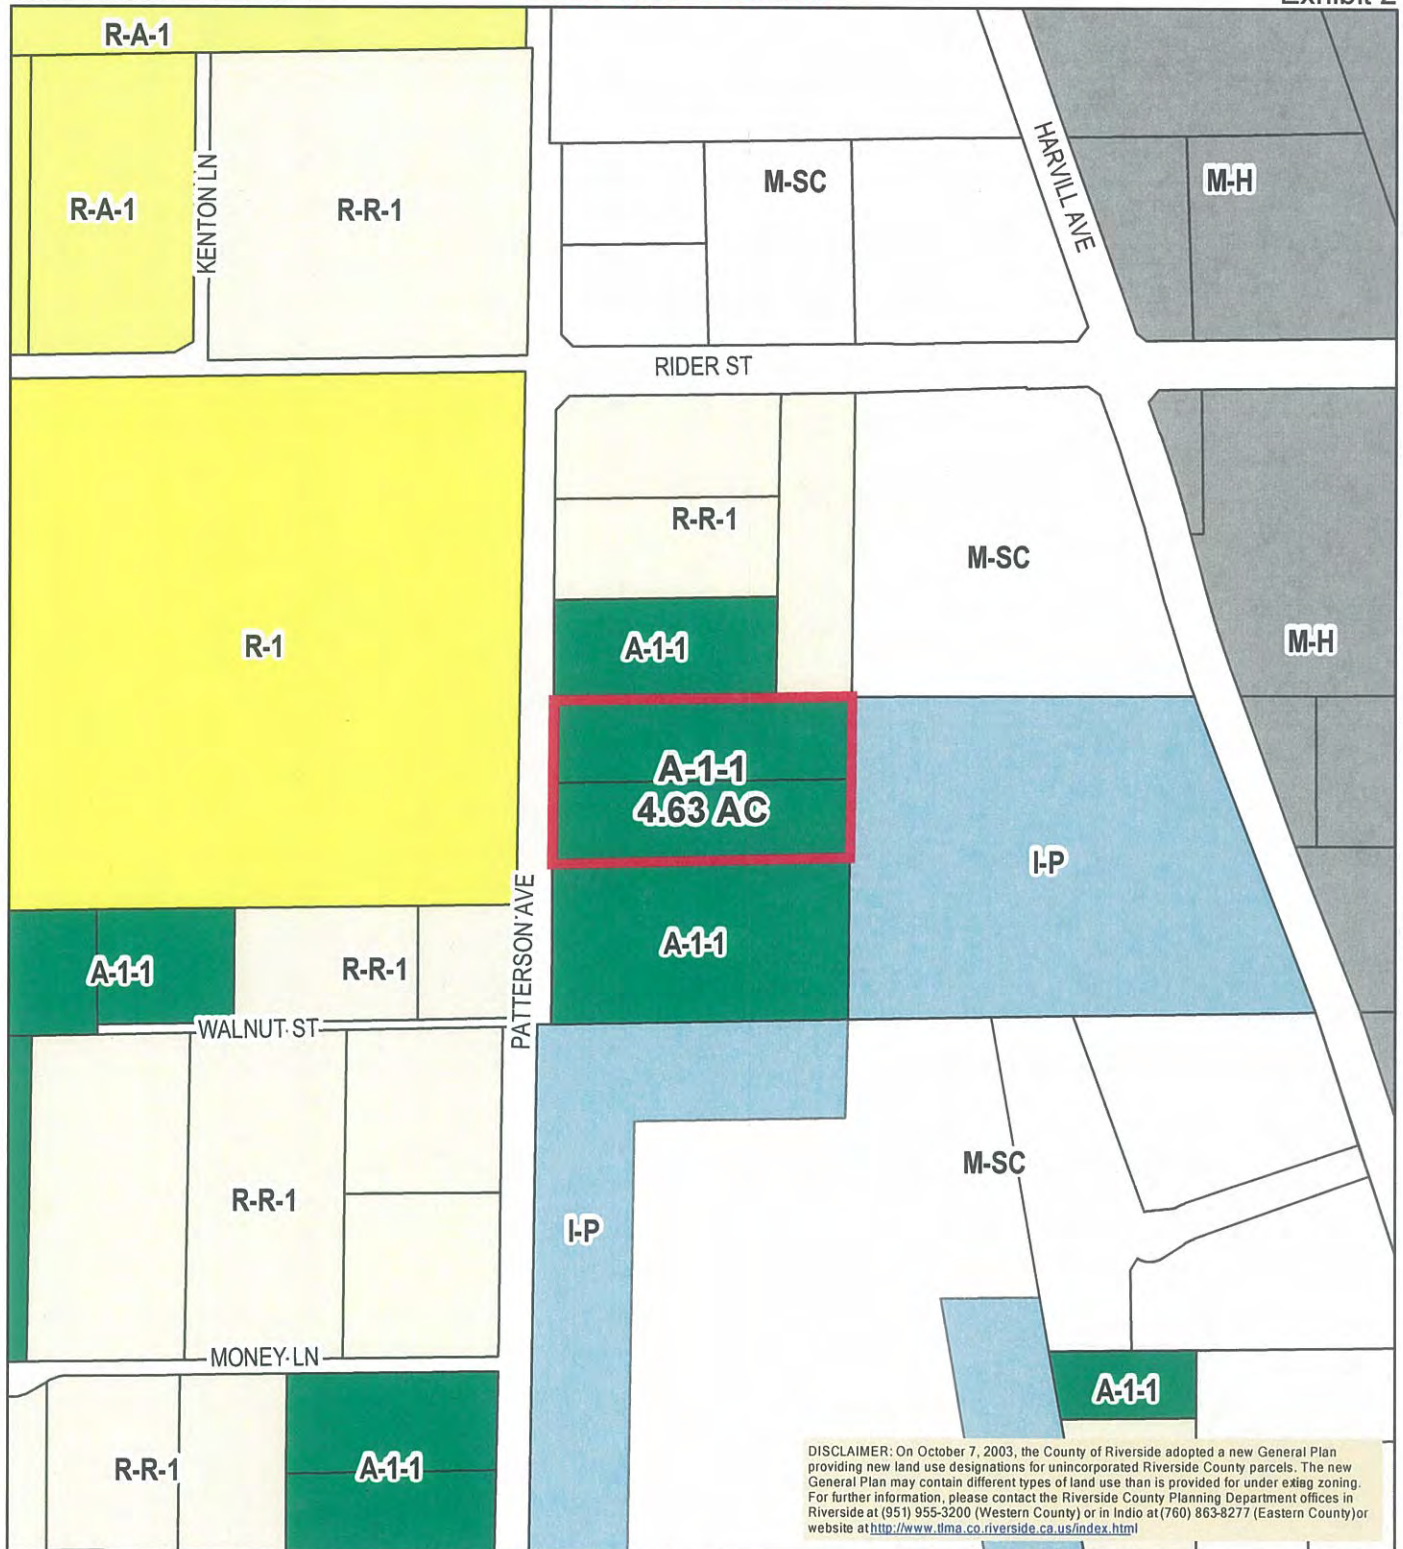 Exhibit 2
R-A-1
R-A-1
KENTON LN
R-R-1
M-SC
HARVILL AVE
M-H
RIDER ST
R-R-1
M-SC
R-1
A-1-1
M-H
A-1-1
4.63 AC
I-P
PATTERSON AVE
A-1-1
A-1-1
R-R-1
WALNUT ST
M-SC
R-R-1
I-P
MONEY LN
A-1-1
R-R-1
A-1-1
DISCLAIMER: On October 7, 2003, the County of Riverside adopted a new General Plan
providing new land use designations for unincorporated Riverside County parcels. The new
General Plan may contain different types of land use than is provided for under exiəg zoning.
For further information, please contact the Riverside County Planning Department offices in
Riverside at (951) 955-3200 (Western County) or in Indio at (760) 863-8277 (Eastern County) or
website at http://www.tlma.co.riverside.ca.us/index.html